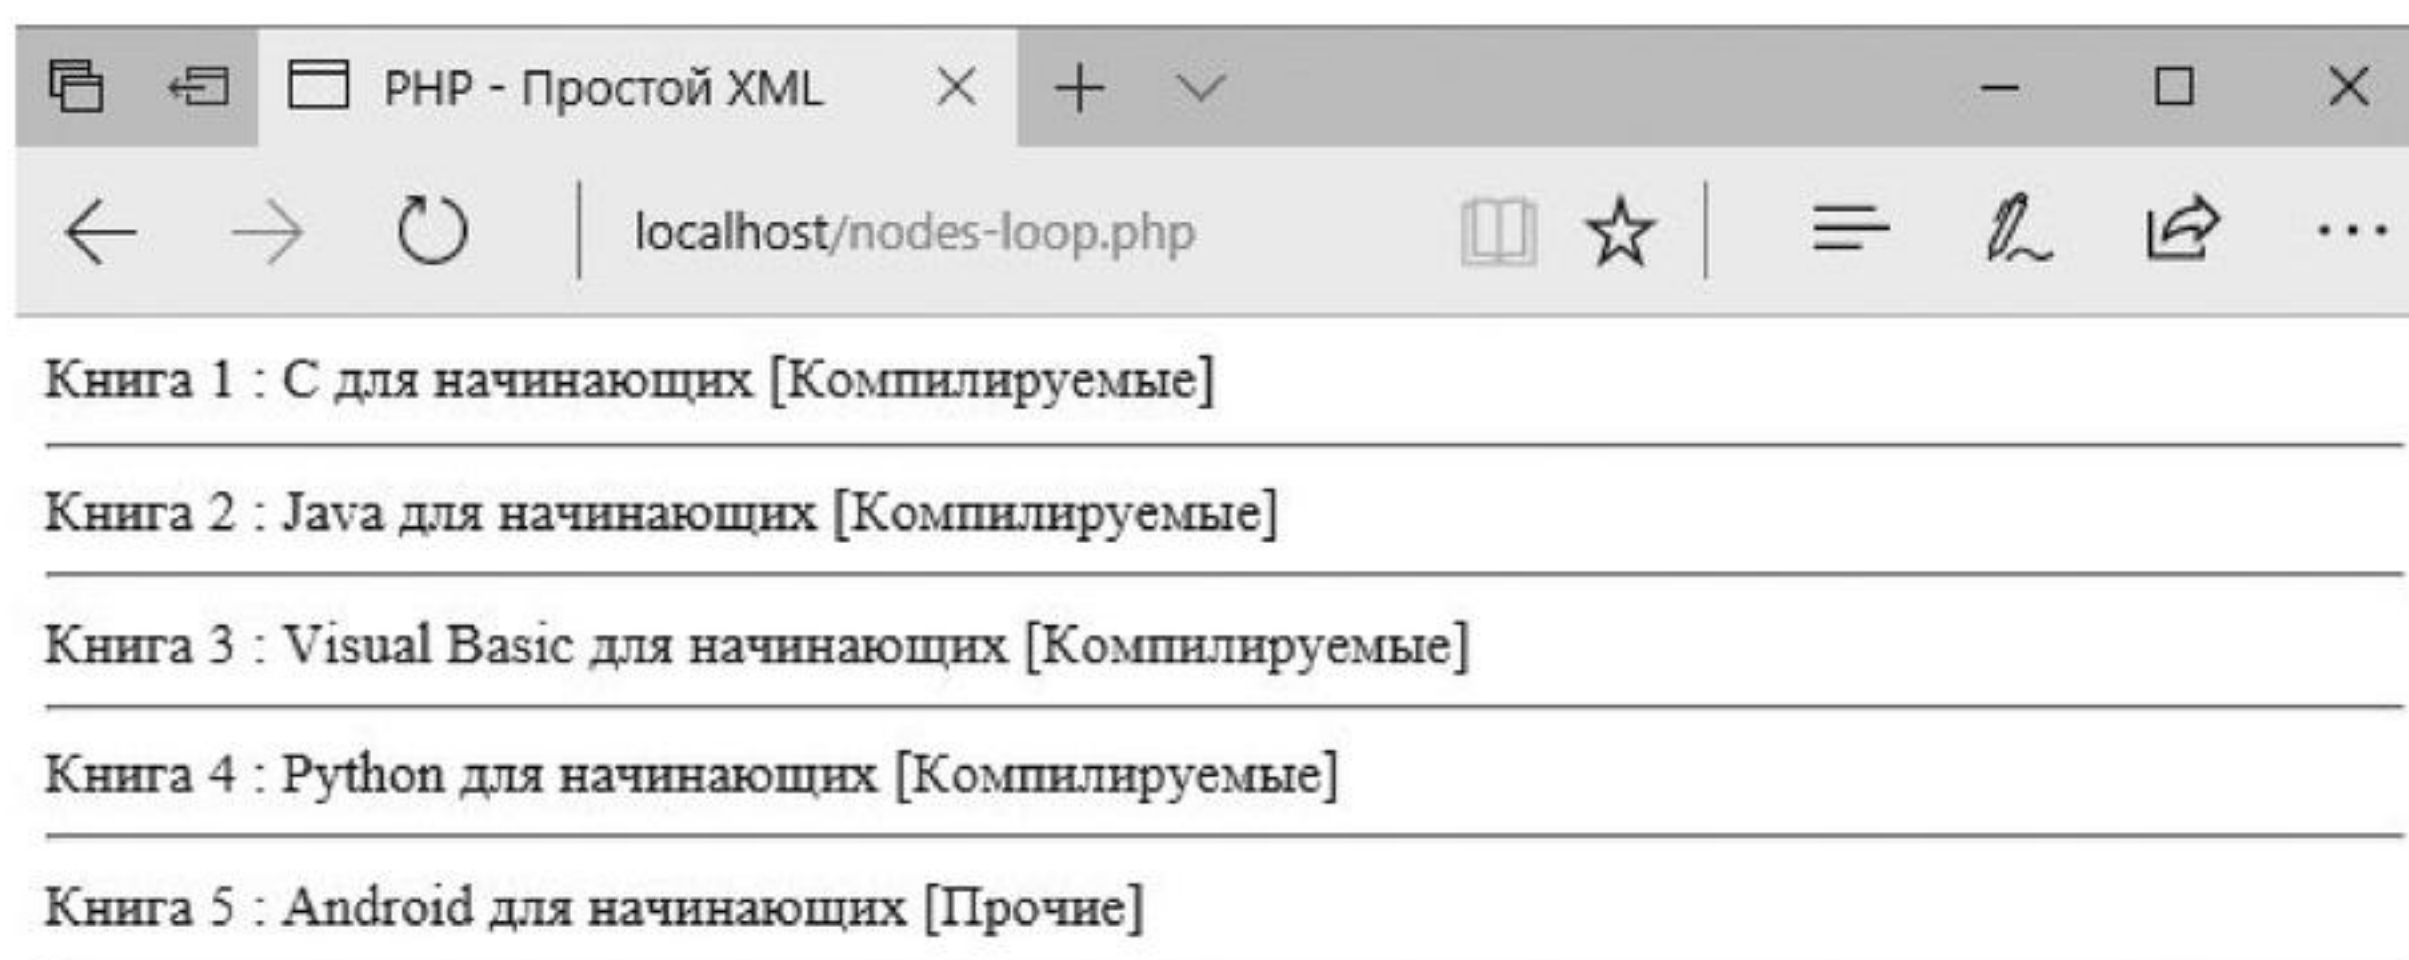 PHP - Простой XML
localhost/nodes-loop.php
Книга 1 : C для начинающих [Компилируемые]
Книга 2 : Java для начинающих [Компилируемые]
Книга 3 : Visual Basic для начинающих [Компилируемые]
Книга 4 : Python для начинающих [Компилируемые]
Книга 5 : Android для начинающих [Прочие]